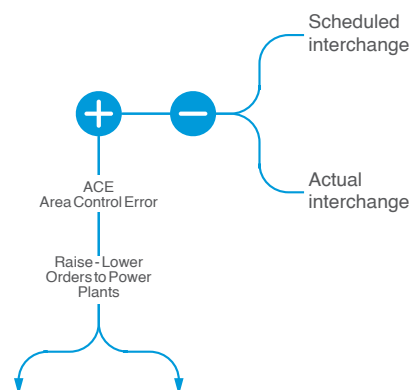 Scheduled
interchange
Actual
interchange
ACE
Area Control Error
Raise-Lower
Orders to Power
Plants